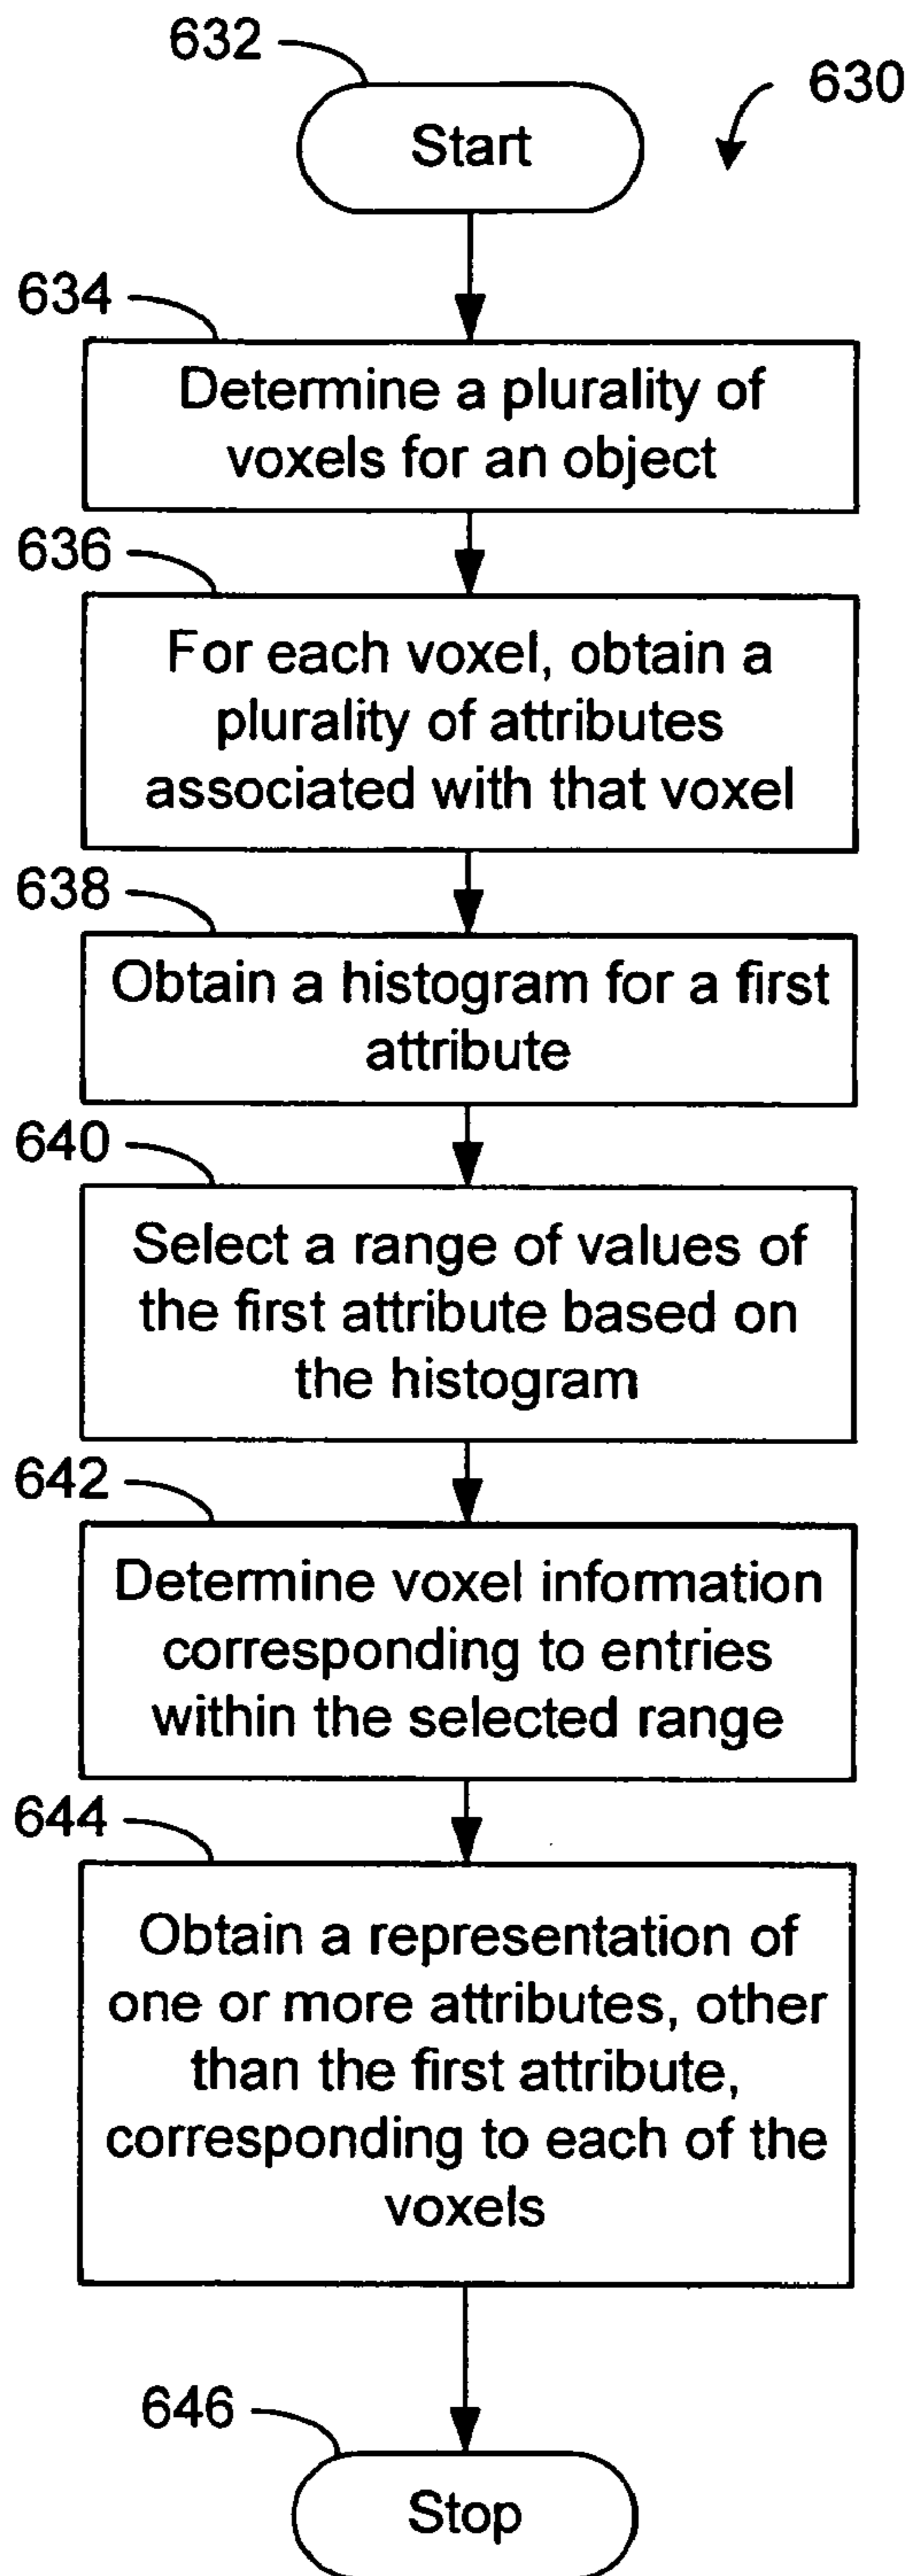 632
630
Start
634
Determine a plurality of
voxels for an object
636
For each voxel, obtain a
plurality of attributes
associated with that voxel
638
Obtain a histogram for a first
attribute
640
Select a range of values of
the first attribute based on
the histogram
642
Determine voxel information
corresponding to entries
within the selected range
644
Obtain a representation of
one or more attributes, other
than the first attribute,
corresponding to each of the
voxels
646
Stop